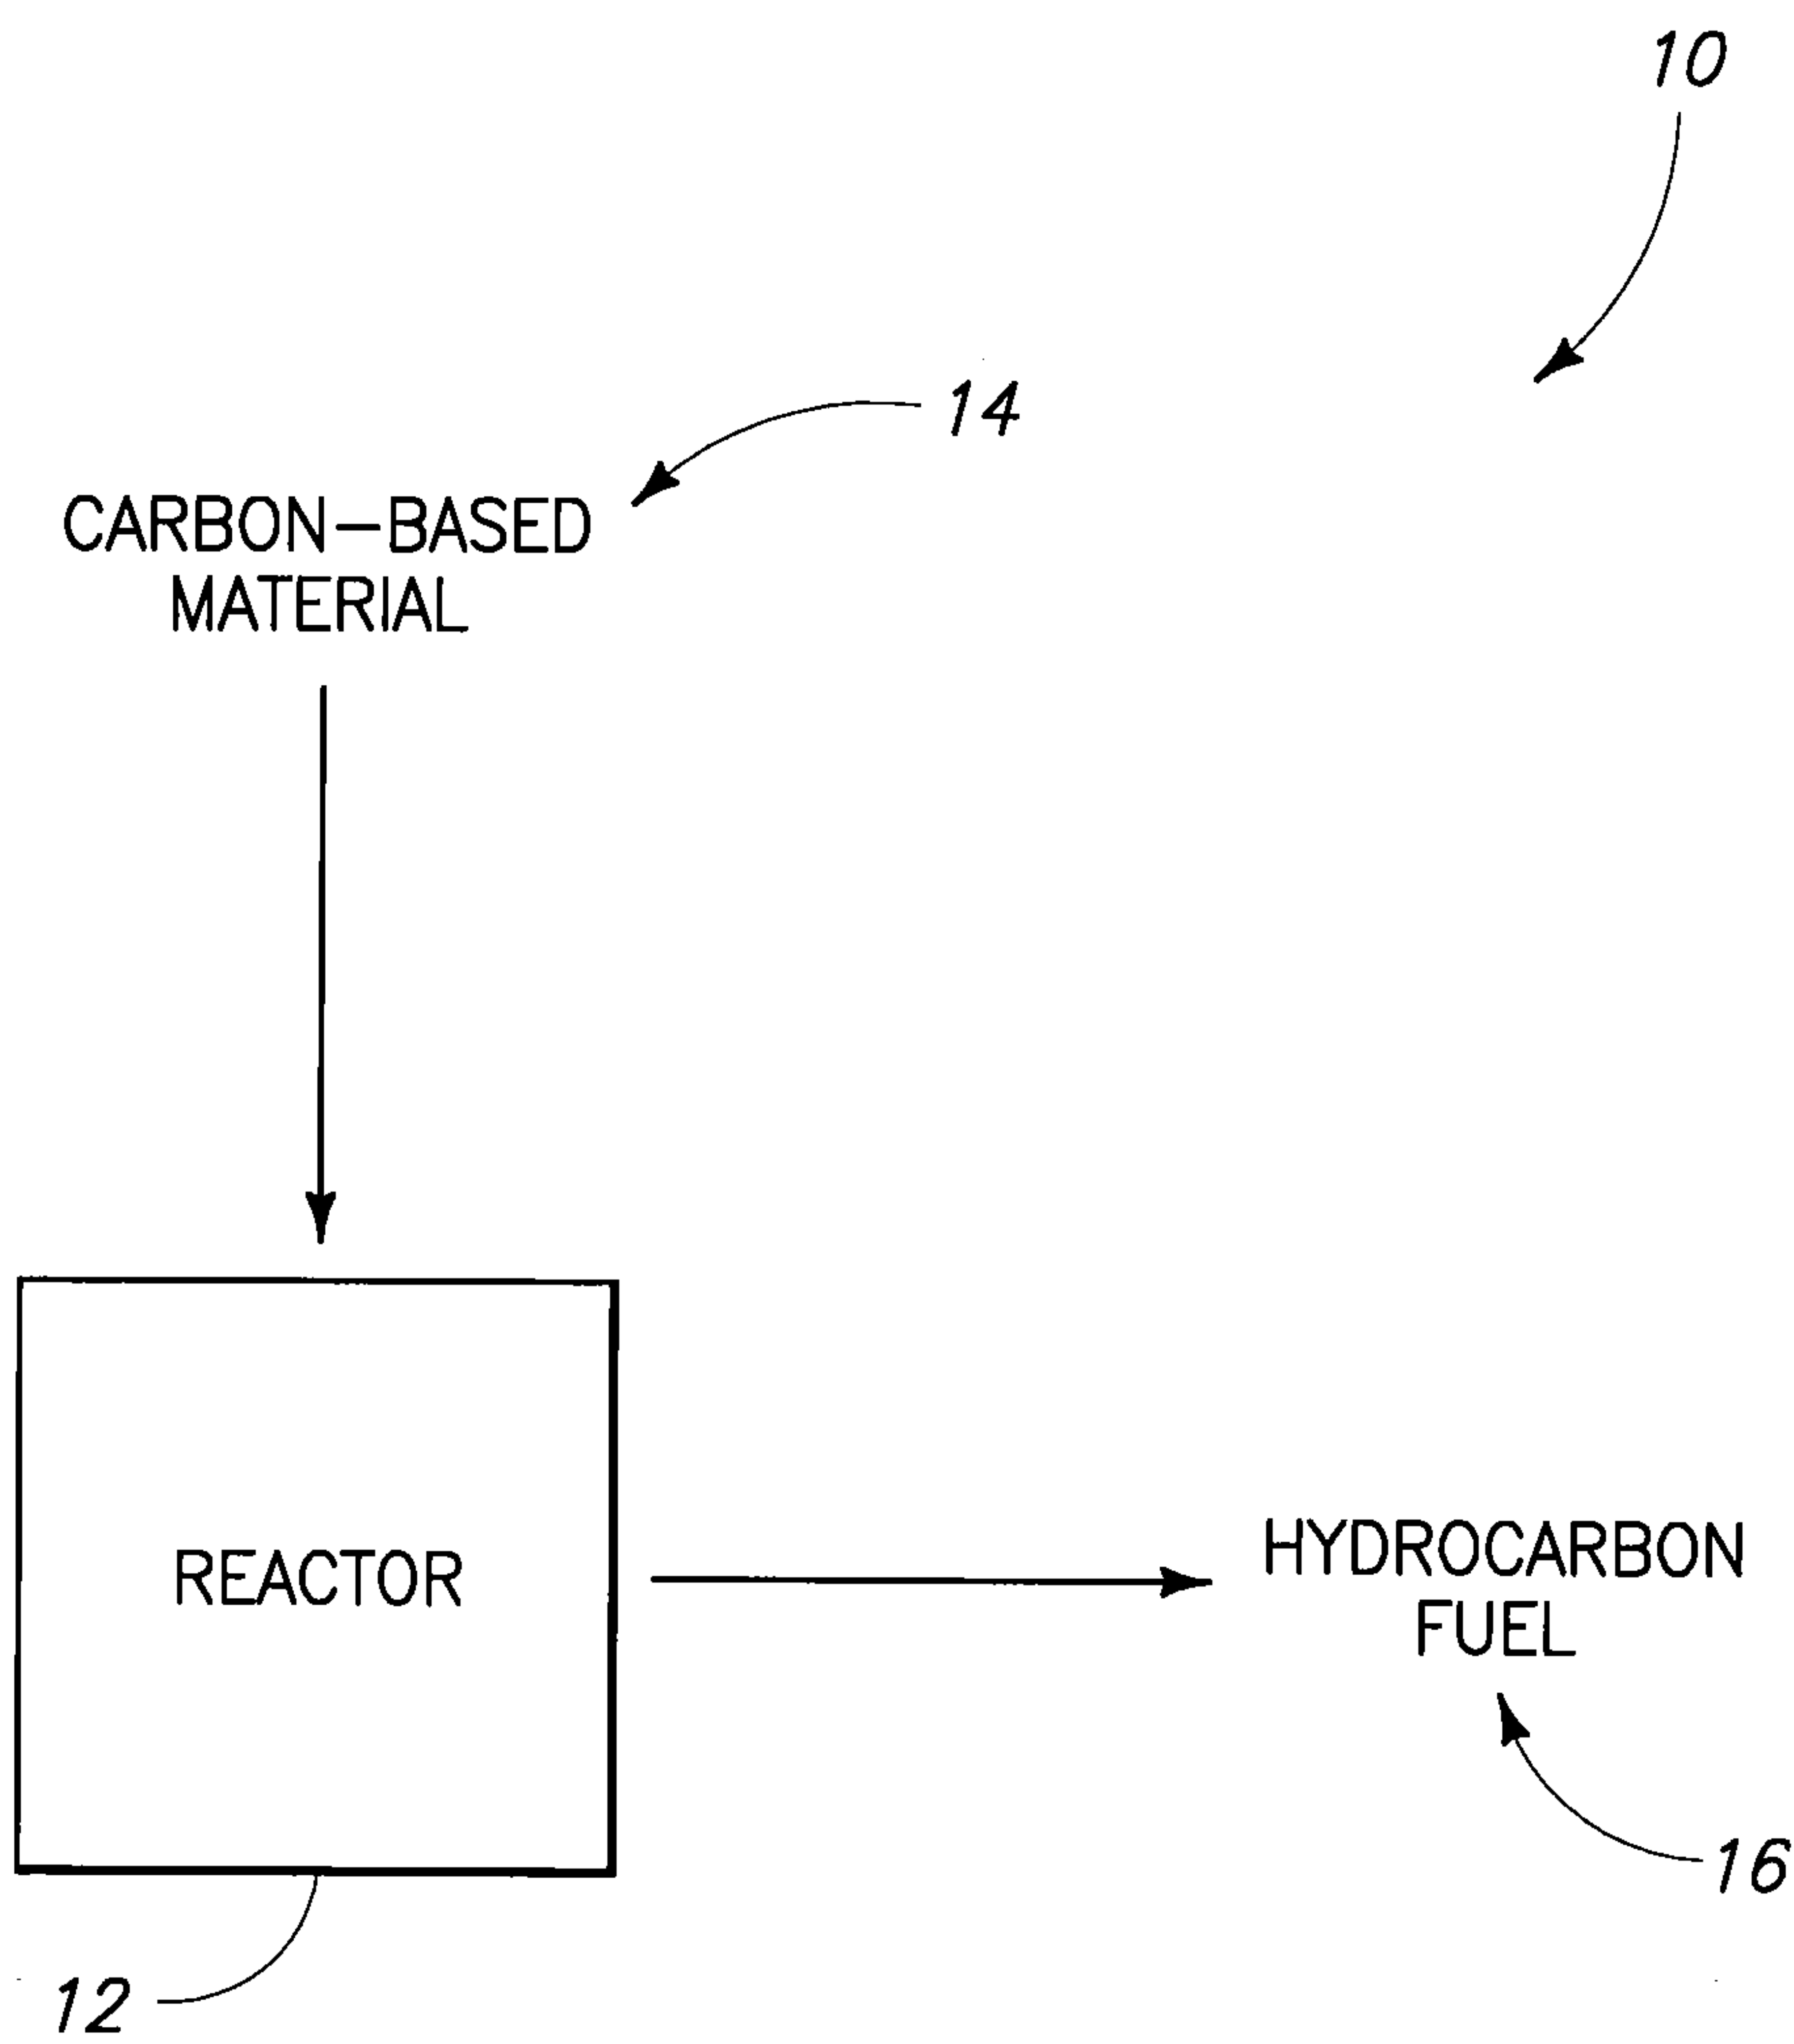 10
14
CARBON-BASED
MATERIAL
REACTOR
HYDROCARBON
FUEL
16
12